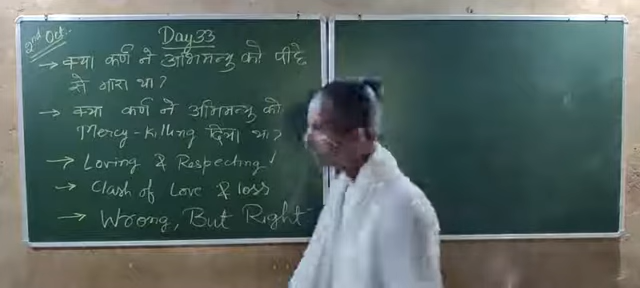 2nd Oct.
Day 33
→ क्या कर्ण ने अभिमन्यु को पीछे
से मारा था?
→ क्या कर्ण ने अभिमन्यु को
Mercy-killing दिया था?
→ Loving & Respecting
→ Clash of Love & loss
→ Wrong, But Right